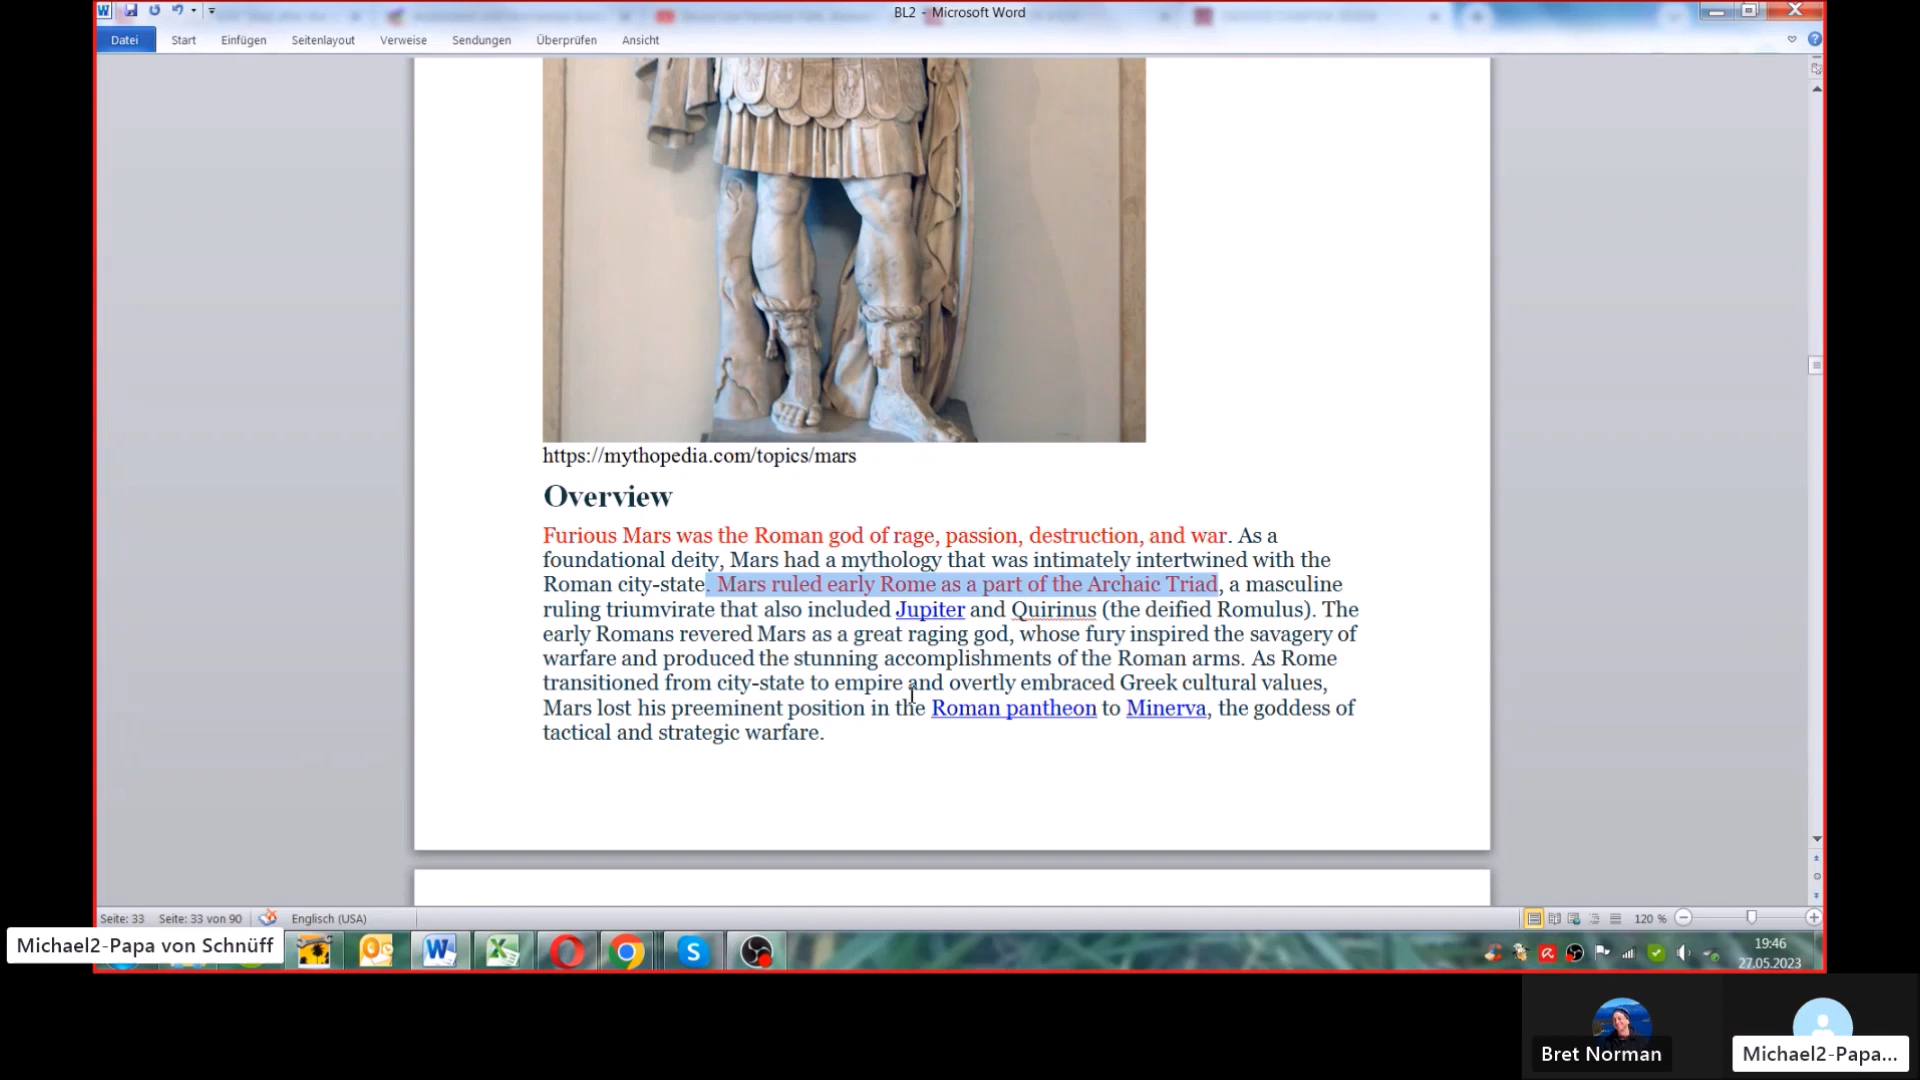 BL2 - Microsoft Word
Datei Start Einfügen Seitenlayout Verweise Sendungen Überprüfen Ansicht
https://mythopedia.com/topics/mars
Overview
Furious Mars was the Roman god of rage, passion, destruction, and war. As a
foundational deity, Mars had a mythology that was intimately intertwined with the
Roman city-state. Mars ruled early Rome as a part of the Archaic Triad, a masculine
ruling triumvirate that also included Jupiter and Quirinus (the deified Romulus). The
early Romans revered Mars as a great raging god, whose fury inspired the savagery of
warfare and produced the stunning accomplishments of the Roman arms. As Rome
transitioned from city-state to empire and overtly embraced Greek cultural values,
Mars lost his preeminent position in the Roman pantheon to Minerva, the goddess of
tactical and strategic warfare.
Seite: 33 Seite: 33 von 90 Englisch (USA) 120 %
Michael2-Papa von Schnüff
19:46
27.05.2023
Bret Norman
Michael2-Papa...